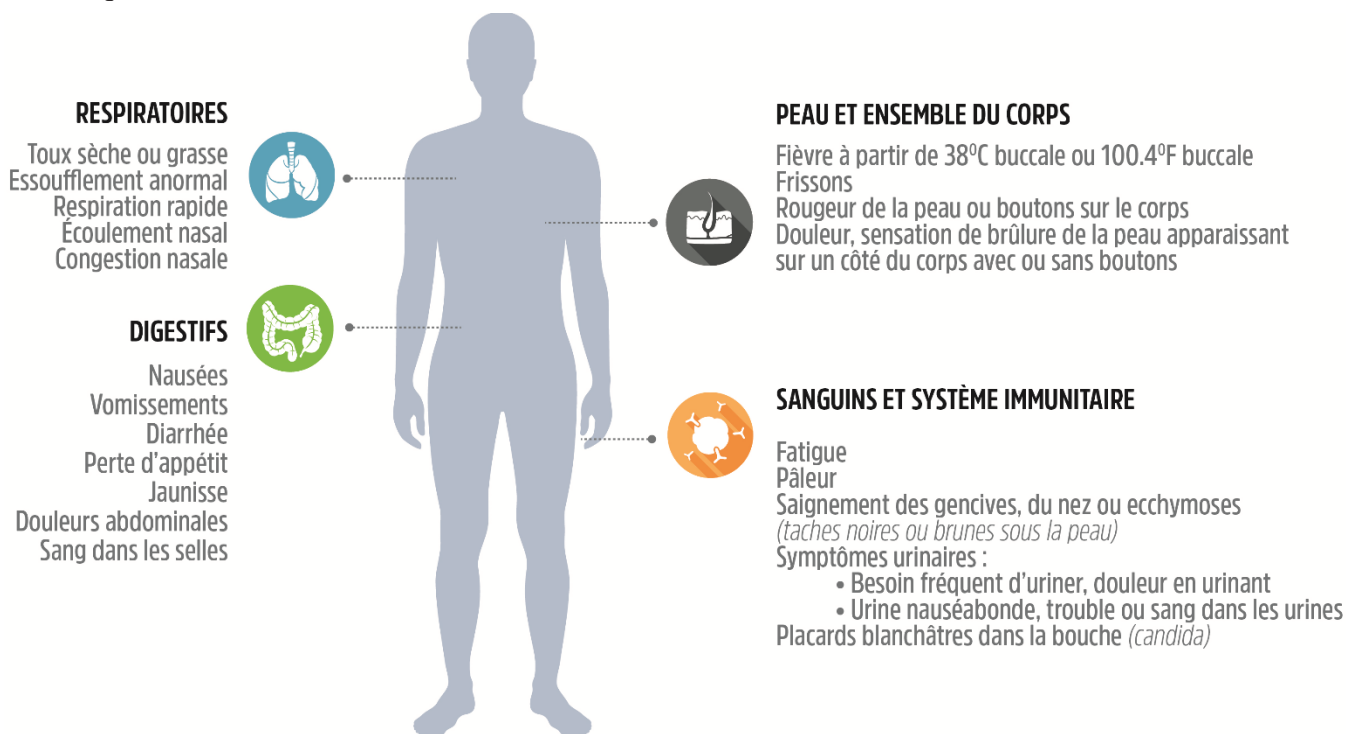 RESPIRATOIRES
Toux sèche ou grasse
Essoufflement anormal
Respiration rapide
Écoulement nasal
Congestion nasale
DIGESTIFS
Nausées
Vomissements
Diarrhée
Perte d'appétit
Jaunisse
Douleurs abdominales
Sang dans les selles
PEAU ET ENSEMBLE DU CORPS
Fièvre à partir de 38⁰C buccale ou 100.4⁰F buccale
Frissons
Rougeur de la peau ou boutons sur le corps
Douleur, sensation de brûlure de la peau apparaissant
sur un côté du corps avec ou sans boutons
SANGUINS ET SYSTÈME IMMUNITAIRE
Fatigue
Pâleur
Saignement des gencives, du nez ou ecchymoses
(taches noires ou brunes sous la peau)
Symptômes urinaires :
• Besoin fréquent d'uriner, douleur en urinant
• Urine nauséabonde, trouble ou sang dans les urines
Placards blanchâtres dans la bouche (candida)